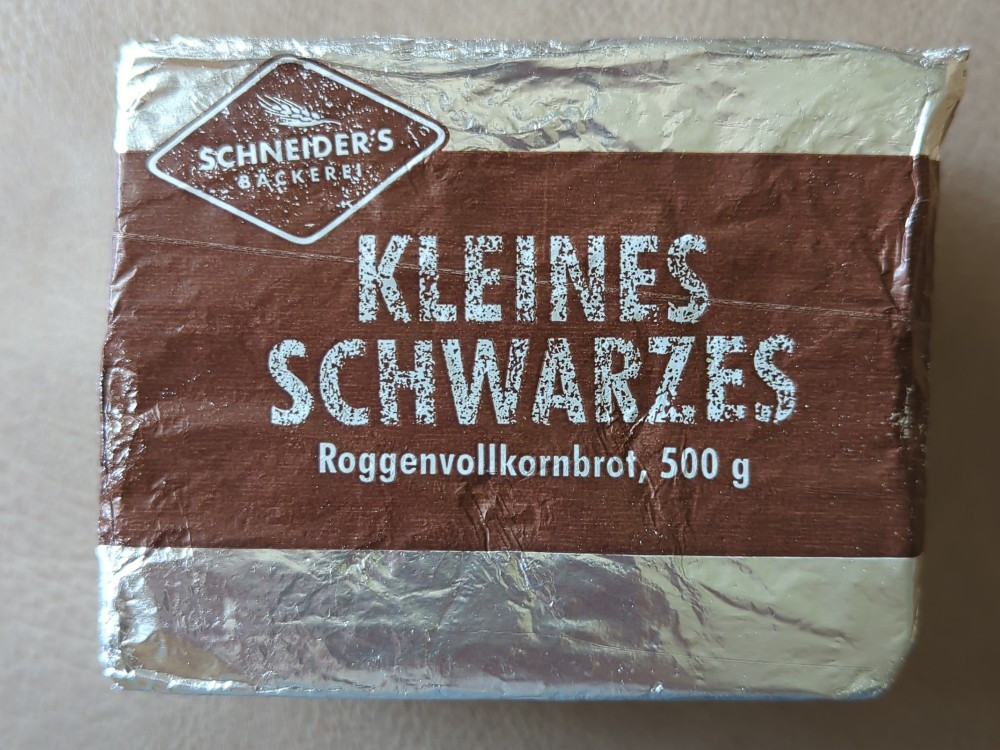 SCHNEIDER'S
BÄCKEREI
KLEINES
SCHWARZES
Roggenvollkornbrot, 500 g